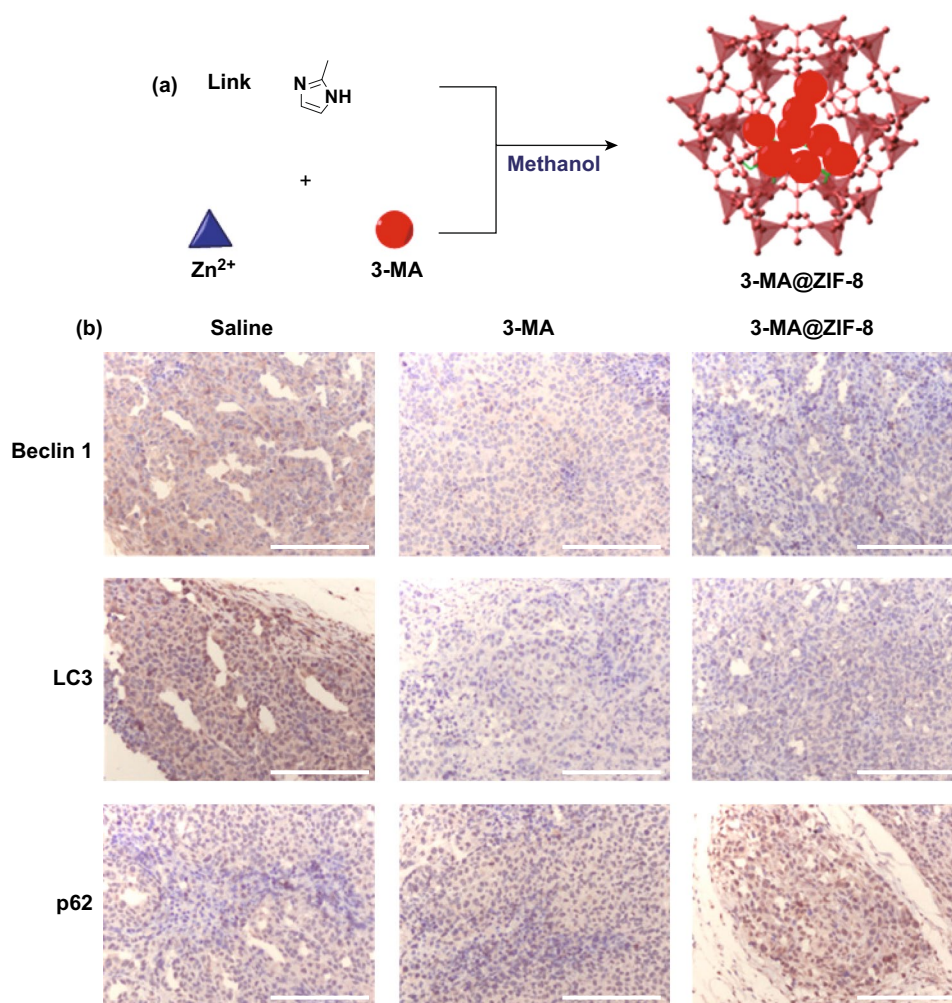 (a) Link
N
NH
+
Methanol
Zn²⁺
3-MA
3-MA@ZIF-8
(b) Saline 3-MA 3-MA@ZIF-8
Beclin 1
LC3
p62